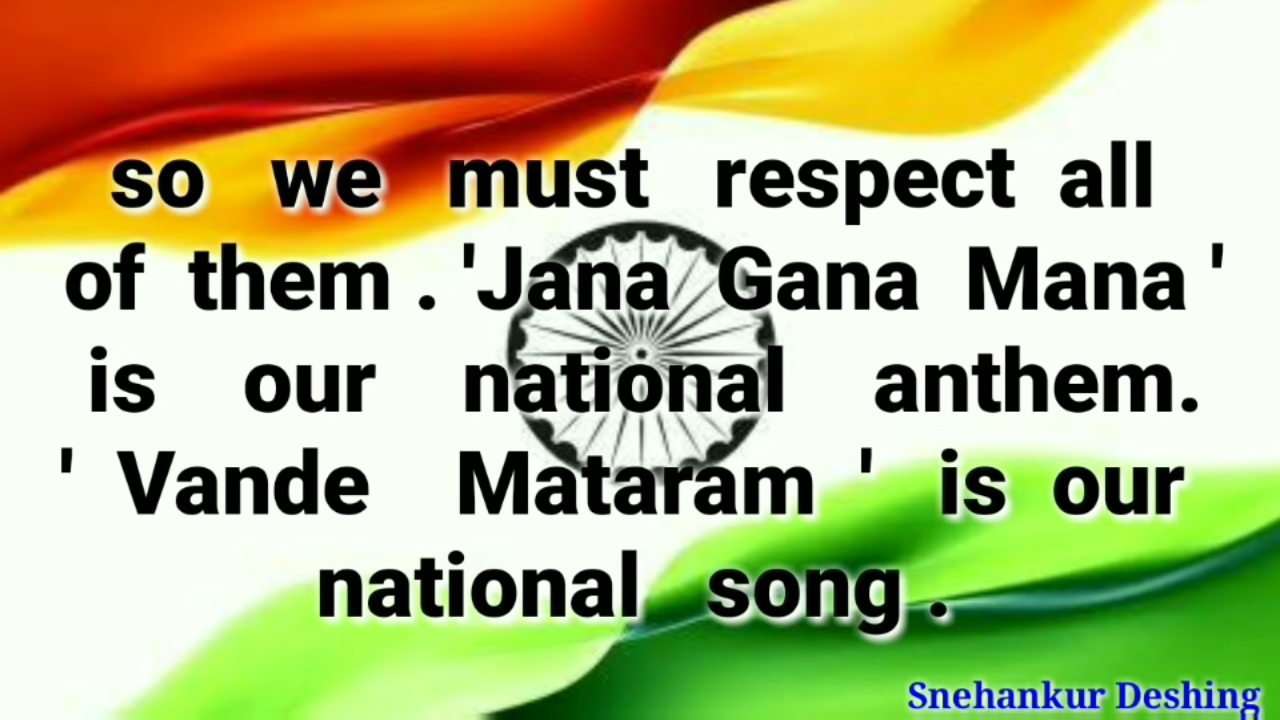 so we must respect all
of them . 'Jana Gana Mana '
is our national anthem.
' Vande Mataram ' is our
national song .
Snehankur Deshing